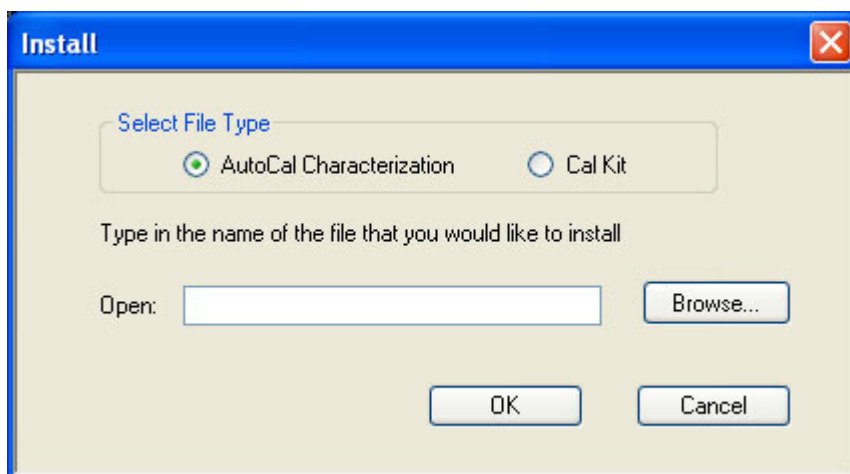 Install
Select File Type
AutoCal Characterization Cal Kit
Type in the name of the file that you would like to install
Open: Browse...
OK Cancel